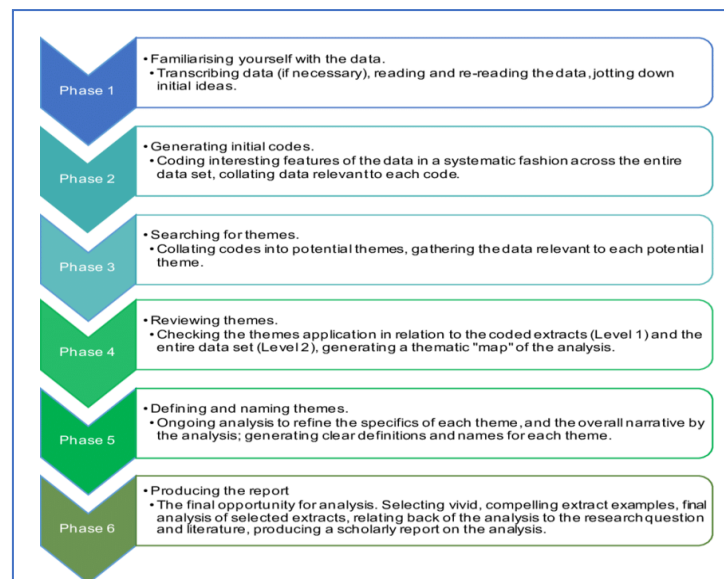 Phase 1
• Familiarising yourself with the data.
• Transcribing data (if necessary), reading and re-reading the data, jotting down
initial ideas.
Phase 2
• Generating initial codes.
• Coding interesting features of the data in a systematic fashion across the entire
data set, collating data relevant to each code.
Phase 3
• Searching for themes.
• Collating codes into potential themes, gathering the data relevant to each potential
theme.
Phase 4
• Reviewing themes.
• Checking the themes application in relation to the coded extracts (Level 1) and the
entire data set (Level 2), generating a thematic "map" of the analysis.
Phase 5
• Defining and naming themes.
• Ongoing analysis to refine the specifics of each theme, and the overall narrative by
the analysis; generating clear definitions and names for each theme.
Phase 6
• Producing the report
• The final opportunity for analysis. Selecting vivid, compelling extract examples, final
analysis of selected extracts, relating back of the analysis to the research question
and literature, producing a scholarly report on the analysis.